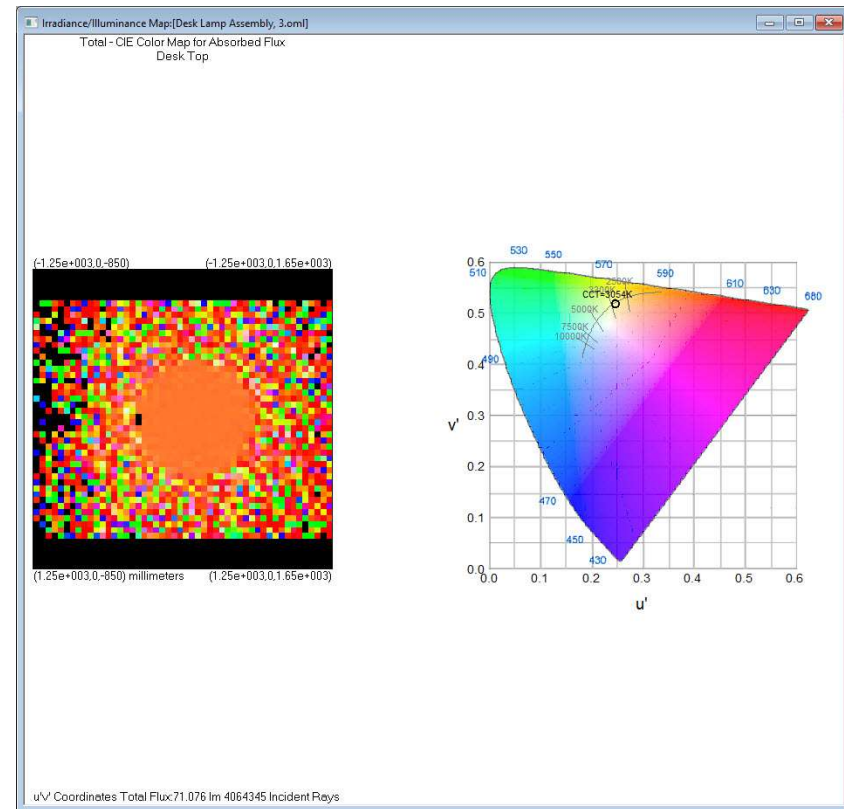 Irradiance/Illuminance Map:[Desk Lamp Assembly, 3.oml]
Total - CIE Color Map for Absorbed Flux
Desk Top
(-1.25e+003,0,-850) (-1.25e+003,0,1.65e+003)
(1.25e+003,0,-850) millimeters (1.25e+003,0,1.65e+003)
510 530 550 570 590 610 630 680
490 470 450 430
2500K
CCT=3054K
5000K
7500K
10000K
0.6
0.5
0.4
0.3
0.2
0.1
0.0
v'
0.0 0.1 0.2 0.3 0.4 0.5 0.6
u'
u'v' Coordinates Total Flux:71.076 lm 4064345 Incident Rays